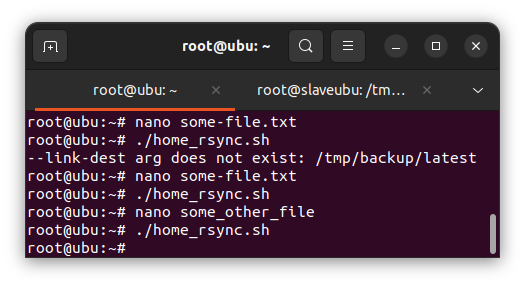 root@ubu: ~
root@ubu: ~
root@slaveubu: /tm…
root@ubu:~# nano some-file.txt
root@ubu:~# ./home_rsync.sh
--link-dest arg does not exist: /tmp/backup/latest
root@ubu:~# nano some-file.txt
root@ubu:~# ./home_rsync.sh
root@ubu:~# nano some_other_file
root@ubu:~# ./home_rsync.sh
root@ubu:~#